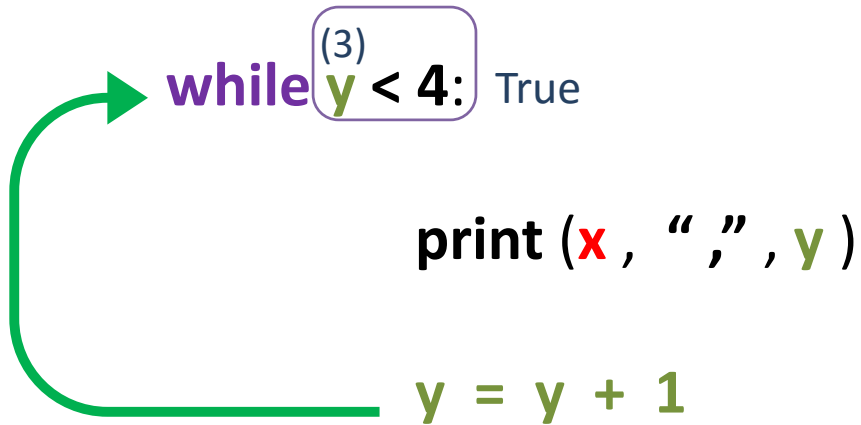 (3)
while y < 4: True
print (x , “ ,” , y )
y = y + 1